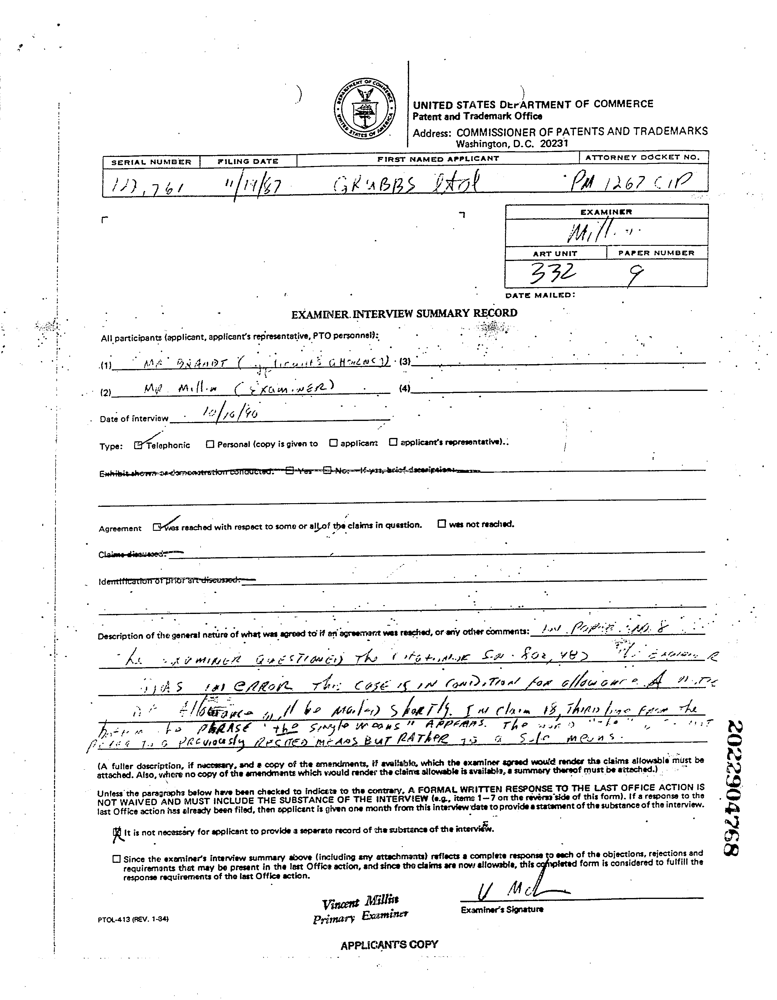 UNITED STATES DEPARTMENT OF COMMERCE
Patent and Trademark Office
Address: COMMISSIONER OF PATENTS AND TRADEMARKS
Washington, D.C. 20231
SERIAL NUMBER FILING DATE FIRST NAMED APPLICANT ATTORNEY DOCKET NO.
122,761 11/19/87 GRUBBS et al PM 1267 CIP
EXAMINER
Millin
ART UNIT PAPER NUMBER
332 9
DATE MAILED:
EXAMINER INTERVIEW SUMMARY RECORD
All participants (applicant, applicant's representative, PTO personnel):
(1) MR BRANDT (applicant's attorney) (3)
(2) MR Millin (EXAMINER) (4)
Date of interview 10/16/90
Type: Telephonic Personal (copy is given to applicant applicant's representative).
Exhibit shown or demonstration conducted: Yes No. If yes, brief description:
Agreement was reached with respect to some or all of the claims in question. was not reached.
Claims discussed:
Identification of prior art discussed:
Description of the general nature of what was agreed to if an agreement was reached, or any other comments: IN PAPER NO. 8
The EXAMINER QUESTIONED The S.N. EXAMINER
WAS IN ERROR The CASE IS IN CONDITION FOR allowance. A NOTICE
OF Allowance will be MAILED SHORTLY. IN Claim 18, THIRD line FROM The
bottom PHRASE "the single means" APPEARS. The word "the" not
REFER TO A PREVIOUSLY RECITED MEANS BUT RATHER TO a Sole means.
(A fuller description, if necessary, and a copy of the amendments, if available, which the examiner agreed would render the claims allowable must be
attached. Also, where no copy of the amendments which would render the claims allowable is available, a summary thereof must be attached.)
Unless the paragraphs below have been checked to indicate to the contrary, A FORMAL WRITTEN RESPONSE TO THE LAST OFFICE ACTION IS
NOT WAIVED AND MUST INCLUDE THE SUBSTANCE OF THE INTERVIEW (e.g., items 1–7 on the reverse side of this form). If a response to the
last Office action has already been filed, then applicant is given one month from this interview date to provide a statement of the substance of the interview.
It is not necessary for applicant to provide a separate record of the substance of the interview.
Since the examiner's interview summary above (including any attachments) reflects a complete response to each of the objections, rejections and
requirements that may be present in the last Office action, and since the claims are now allowable, this completed form is considered to fulfill the
response requirements of the last Office action.
Vincent Millin
Primary Examiner
Examiner's Signature
PTOL-413 (REV. 1-84)
APPLICANT'S COPY
2022904768